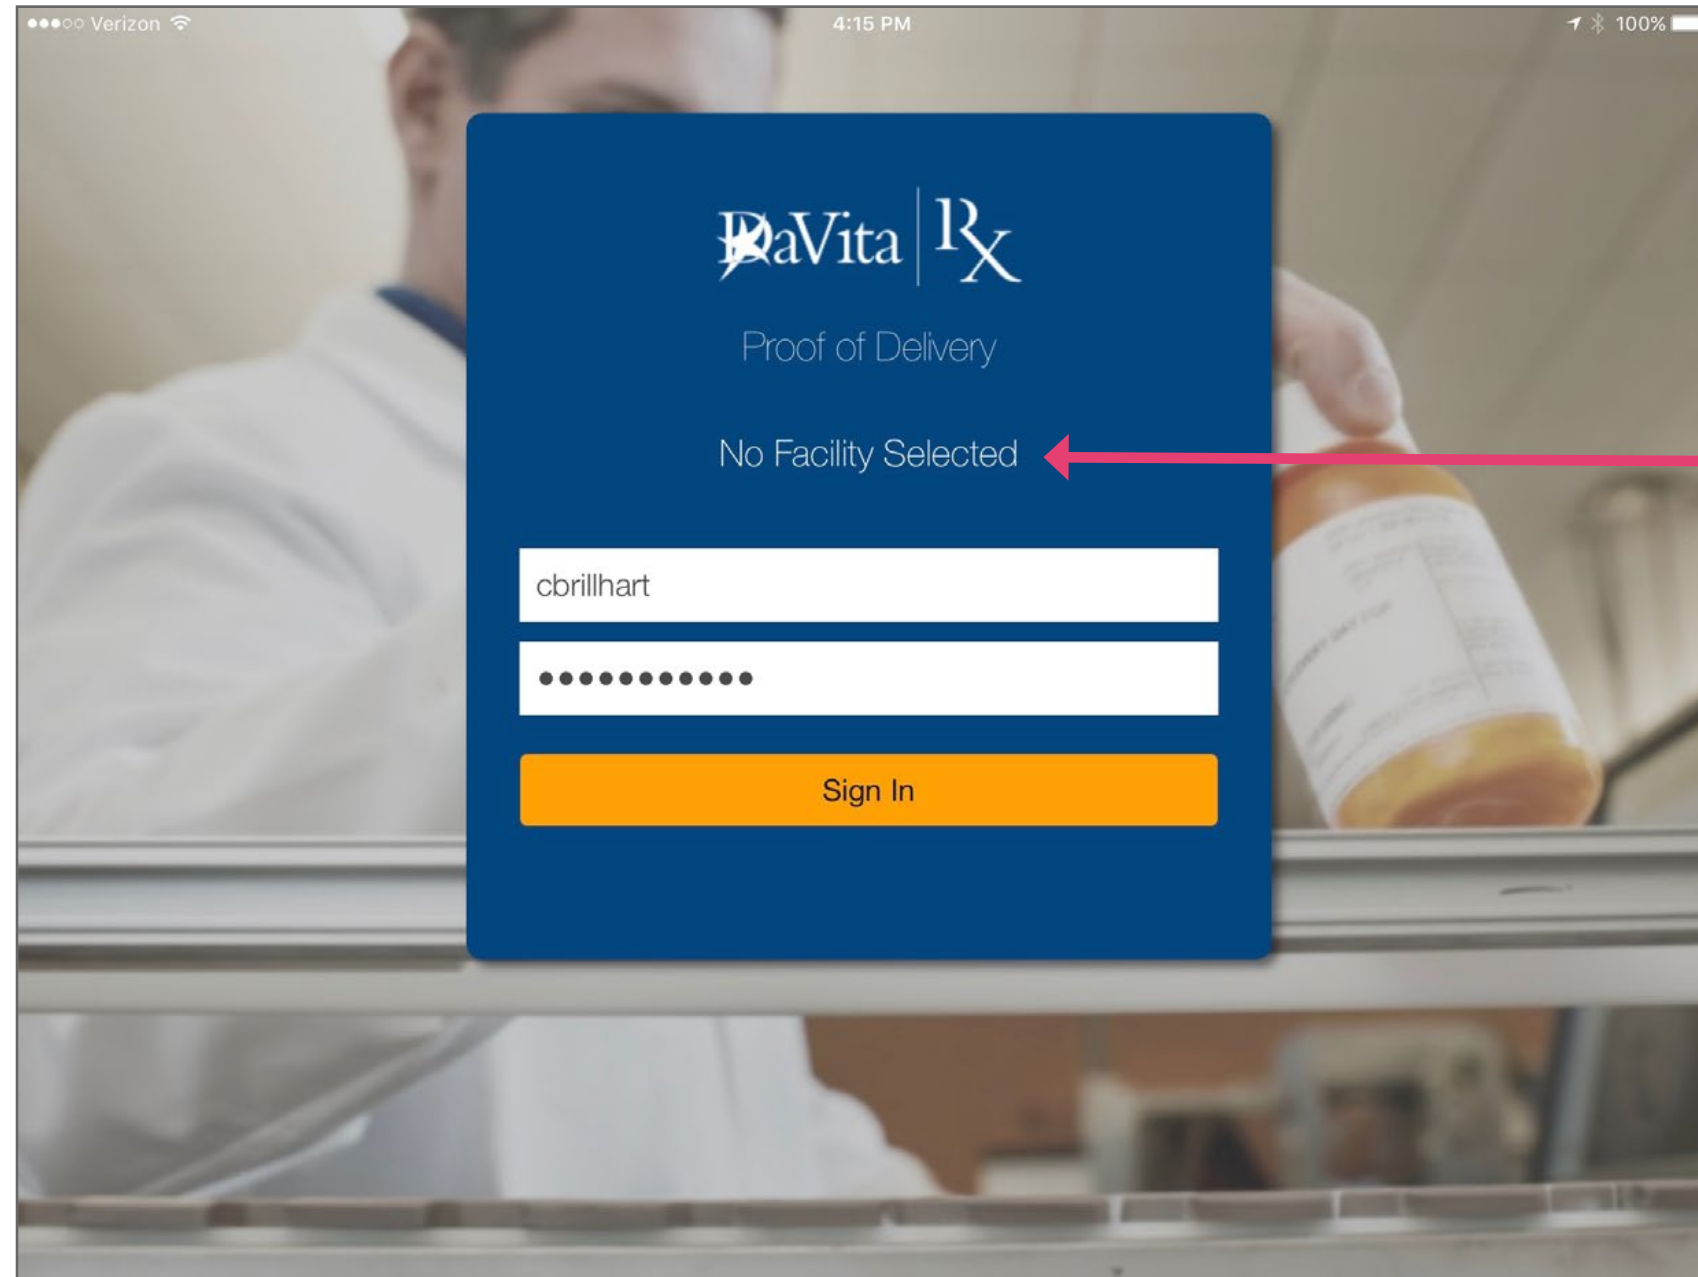 Verizon
4:15 PM
100%
DaVita Rx
Proof of Delivery
No Facility Selected
cbrillhart
●●●●●●●●●●●
Sign In